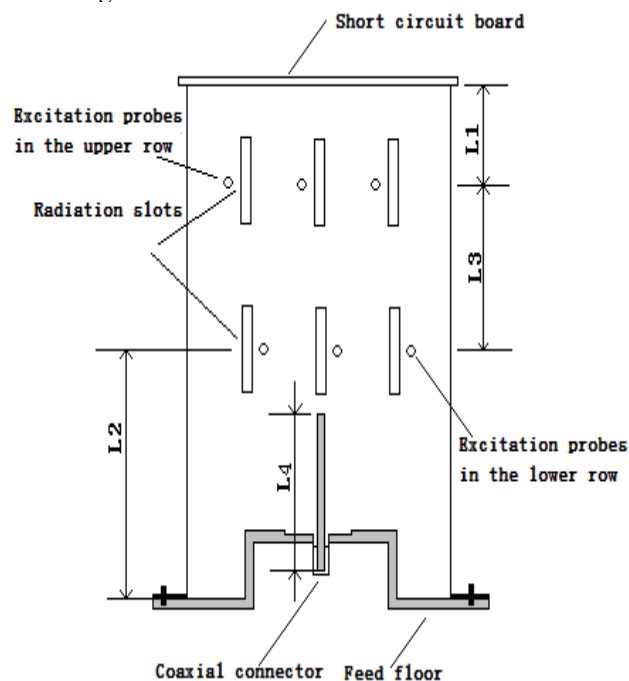 Short circuit board
Excitation probes
in the upper row
L1
Radiation slots
L3
L2
L4
Excitation probes
in the lower row
Coaxial connector
Feed floor